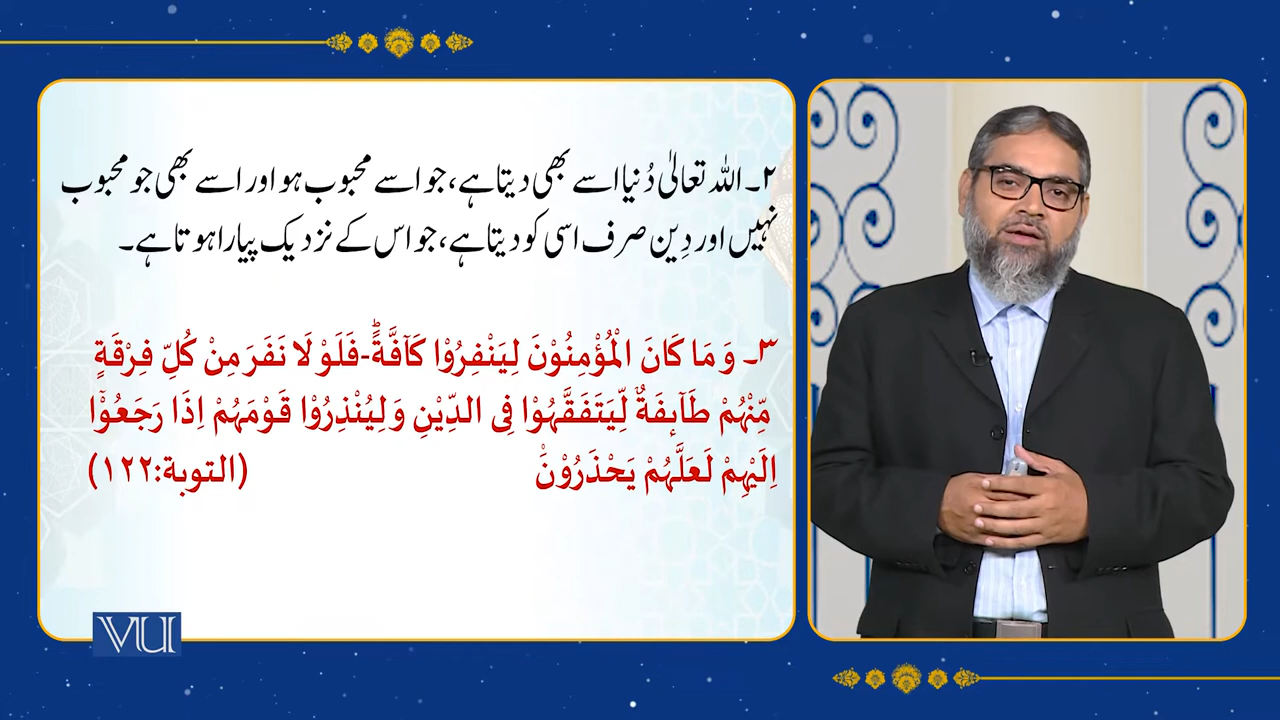 ۲۔ اللہ تعالیٰ دُنیا اسے بھی دیتا ہے، جو اسے محبوب ہو اور اسے بھی جو محبوب
نہیں اور دِین صرف اسی کو دیتا ہے، جو اس کے نزدیک پیارا ہوتا ہے۔
۳۔ وَ مَا كَانَ الْمُؤْمِنُوْنَ لِیَنْفِرُوْا كَآفَّةًؕ-فَلَوْ لَا نَفَرَ مِنْ كُلِّ فِرْقَةٍ
مِّنْهُمْ طَآىٕفَةٌ لِّیَتَفَقَّهُوْا فِی الدِّیْنِ وَ لِیُنْذِرُوْا قَوْمَهُمْ اِذَا رَجَعُوْۤا
اِلَیْهِمْ لَعَلَّهُمْ یَحْذَرُوْنَ۠ (التوبة:۱۲۲)
VU